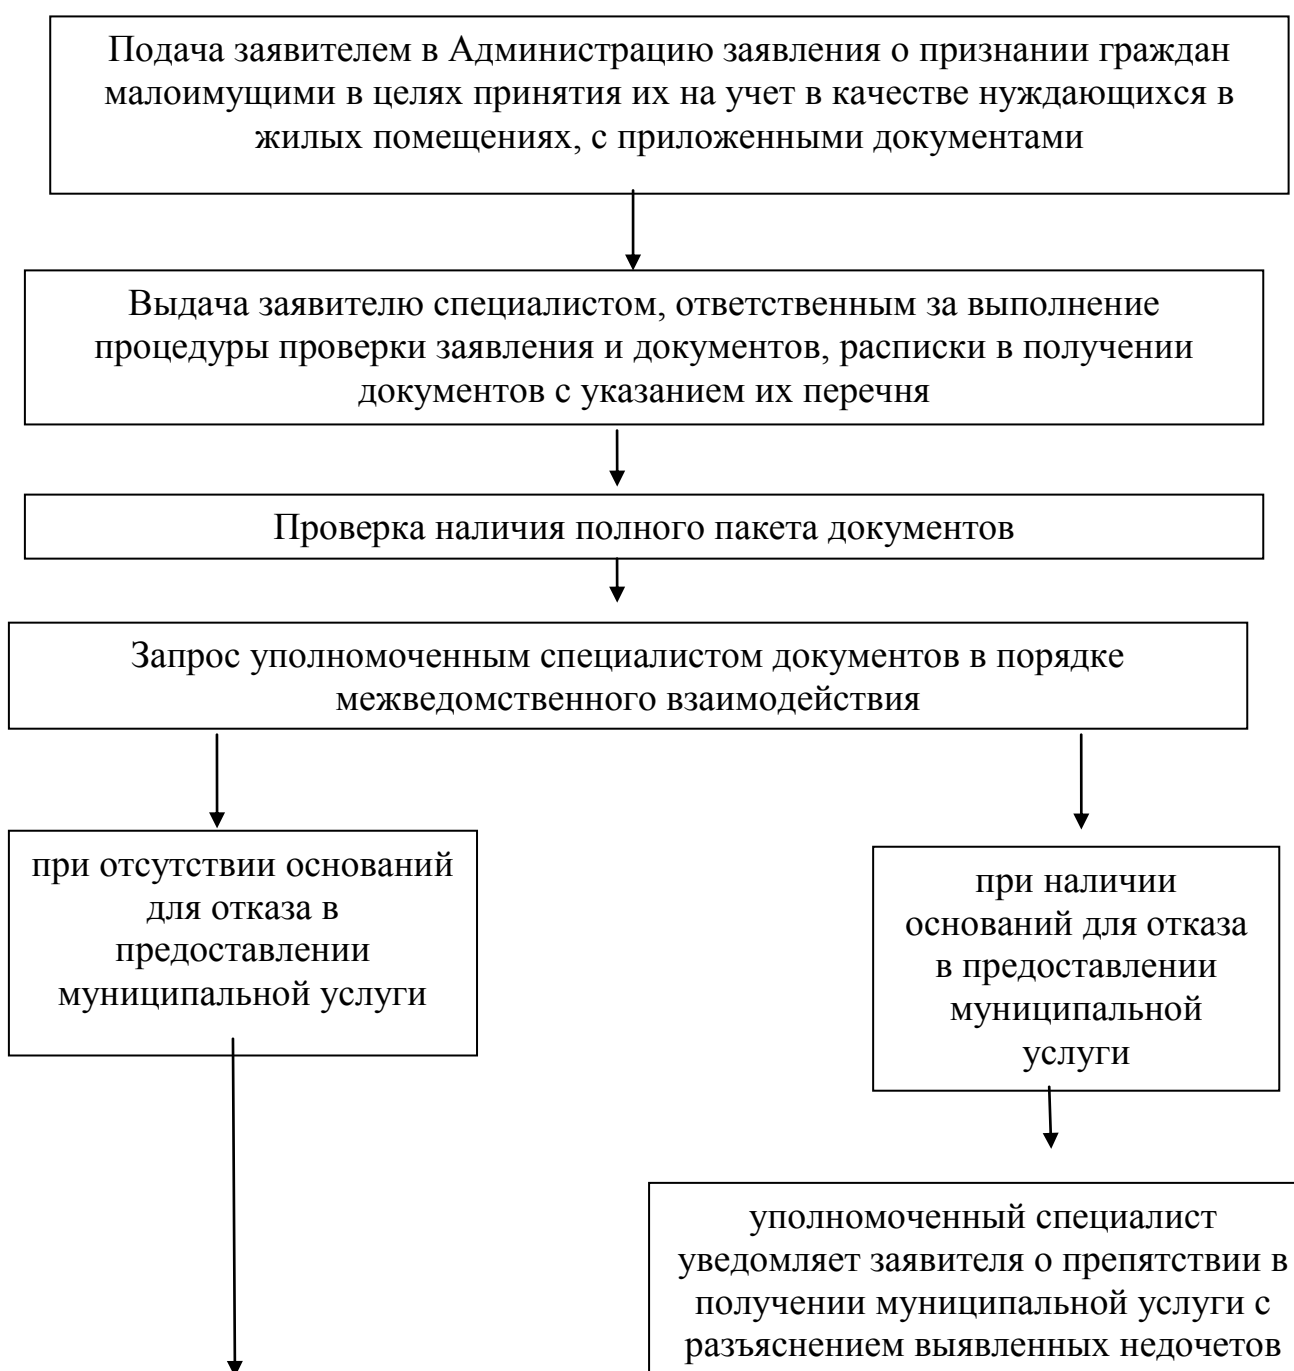 Подача заявителем в Администрацию заявления о признании граждан
малоимущими в целях принятия их на учет в качестве нуждающихся в
жилых помещениях, с приложенными документами
Выдача заявителю специалистом, ответственным за выполнение
процедуры проверки заявления и документов, расписки в получении
документов с указанием их перечня
Проверка наличия полного пакета документов
Запрос уполномоченным специалистом документов в порядке
межведомственного взаимодействия
при отсутствии оснований
для отказа в
предоставлении
муниципальной услуги
при наличии
оснований для отказа
в предоставлении
муниципальной
услуги
уполномоченный специалист
уведомляет заявителя о препятствии в
получении муниципальной услуги с
разъяснением выявленных недочетов